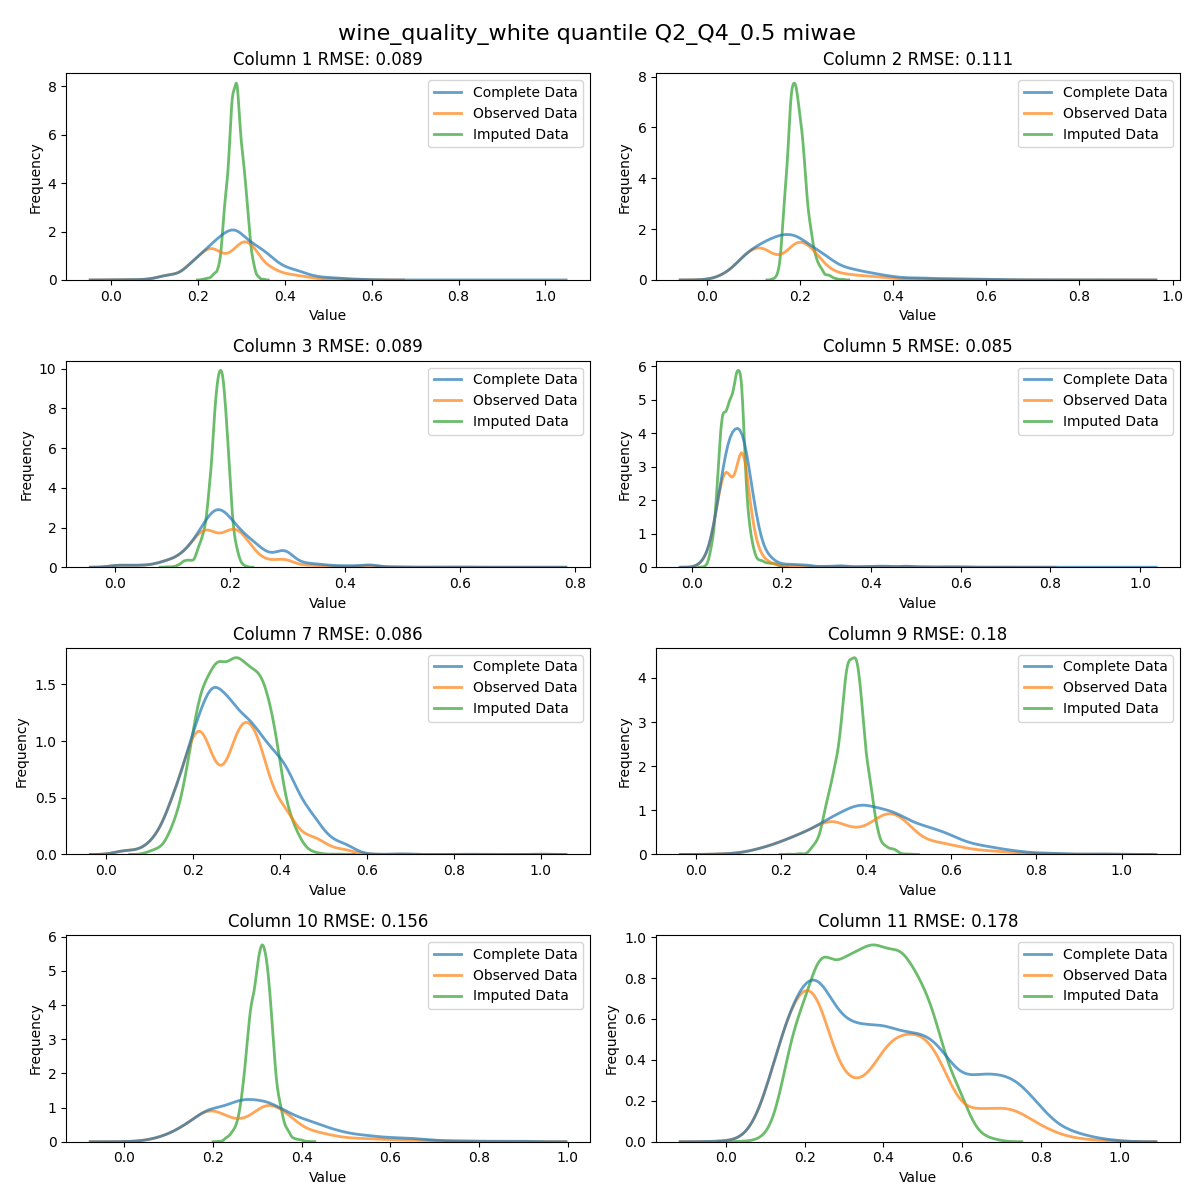 wine_quality_white quantile Q2_Q4_0.5 miwae
Column 1 RMSE: 0.089
Frequency
8
6
4
2
0
Complete Data
Observed Data
Imputed Data
0.0 0.2 0.4 0.6 0.8 1.0
Value
Column 2 RMSE: 0.111
Frequency
8
6
4
2
0
Complete Data
Observed Data
Imputed Data
0.0 0.2 0.4 0.6 0.8 1.0
Value
Column 3 RMSE: 0.089
Frequency
10
8
6
4
2
0
Complete Data
Observed Data
Imputed Data
0.0 0.2 0.4 0.6 0.8
Value
Column 5 RMSE: 0.085
Frequency
6
5
4
3
2
1
0
Complete Data
Observed Data
Imputed Data
0.0 0.2 0.4 0.6 0.8 1.0
Value
Column 7 RMSE: 0.086
Frequency
1.5
1.0
0.5
0.0
Complete Data
Observed Data
Imputed Data
0.0 0.2 0.4 0.6 0.8 1.0
Value
Column 9 RMSE: 0.18
Frequency
4
3
2
1
0
Complete Data
Observed Data
Imputed Data
0.0 0.2 0.4 0.6 0.8 1.0
Value
Column 10 RMSE: 0.156
Frequency
6
5
4
3
2
1
0
Complete Data
Observed Data
Imputed Data
0.0 0.2 0.4 0.6 0.8 1.0
Value
Column 11 RMSE: 0.178
Frequency
1.0
0.8
0.6
0.4
0.2
0.0
Complete Data
Observed Data
Imputed Data
0.0 0.2 0.4 0.6 0.8 1.0
Value